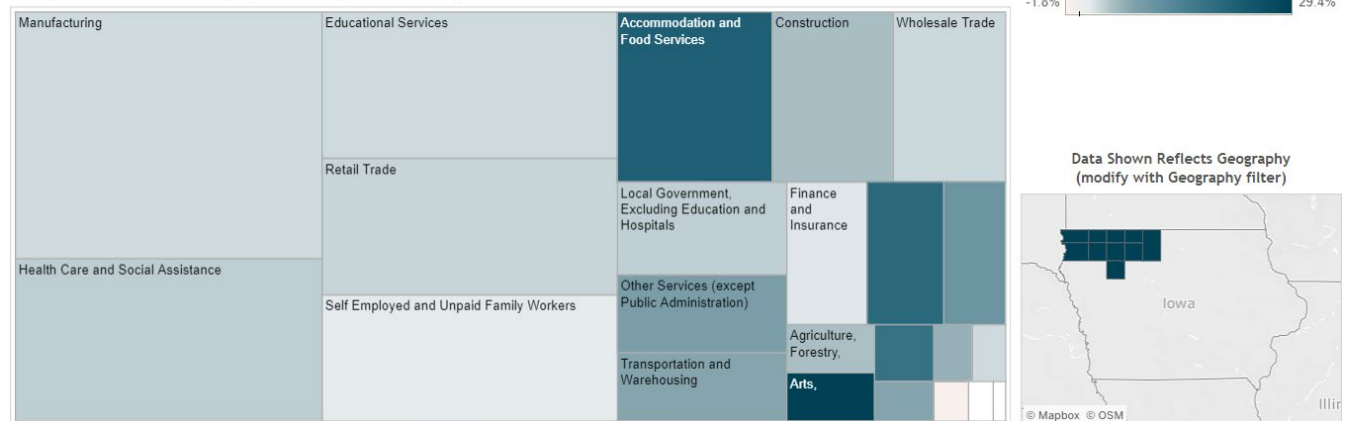 Manufacturing
Educational Services
Accommodation and
Food Services
Construction
Wholesale Trade
-1.8%
29.4%
Retail Trade
Local Government,
Excluding Education and
Hospitals
Finance
and
Insurance
Health Care and Social Assistance
Self Employed and Unpaid Family Workers
Other Services (except
Public Administration)
Agriculture,
Forestry,
Transportation and
Warehousing
Arts,
Data Shown Reflects Geography
(modify with Geography filter)
Iowa
Illir
© Mapbox © OSM